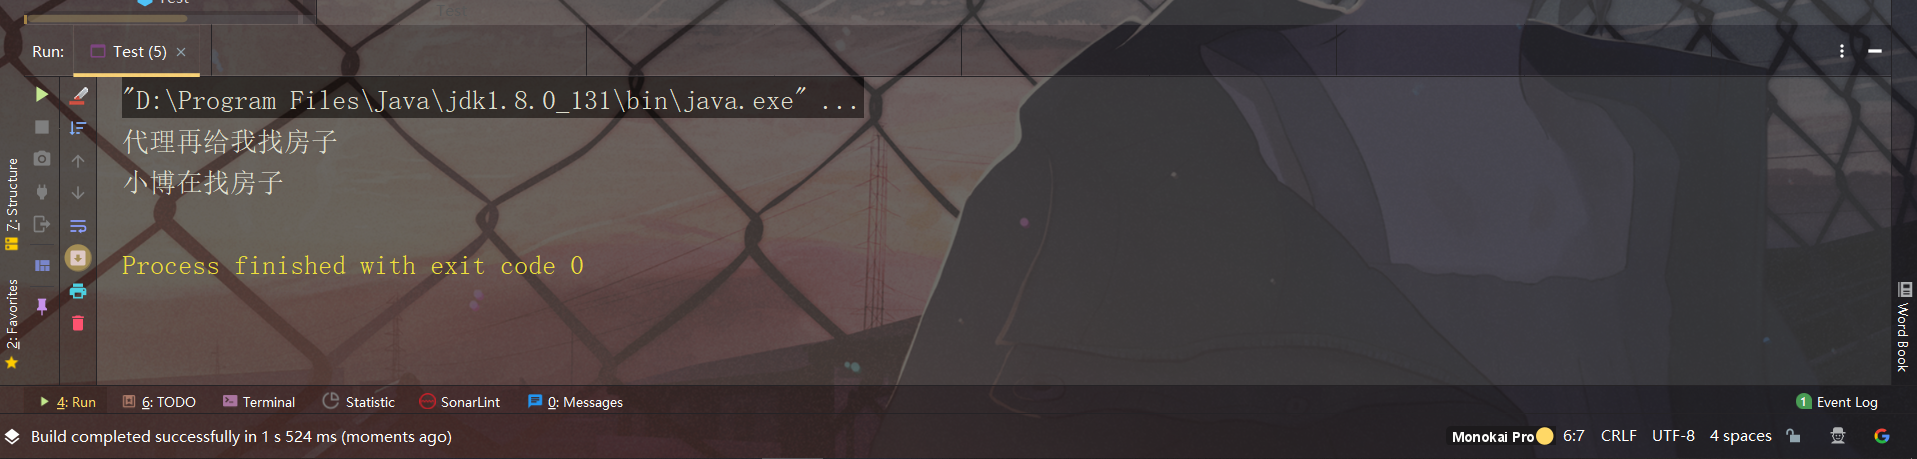 Test
Run:
Test (5)
"D:\Program Files\Java\jdk1.8.0_131\bin\java.exe" ...
代理再给我找房子
小博在找房子
Process finished with exit code 0
7: Structure
2: Favorites
Word Book
4: Run
6: TODO
Terminal
Statistic
SonarLint
0: Messages
1 Event Log
Build completed successfully in 1 s 524 ms (moments ago)
Monokai Pro
6:7
CRLF
UTF-8
4 spaces